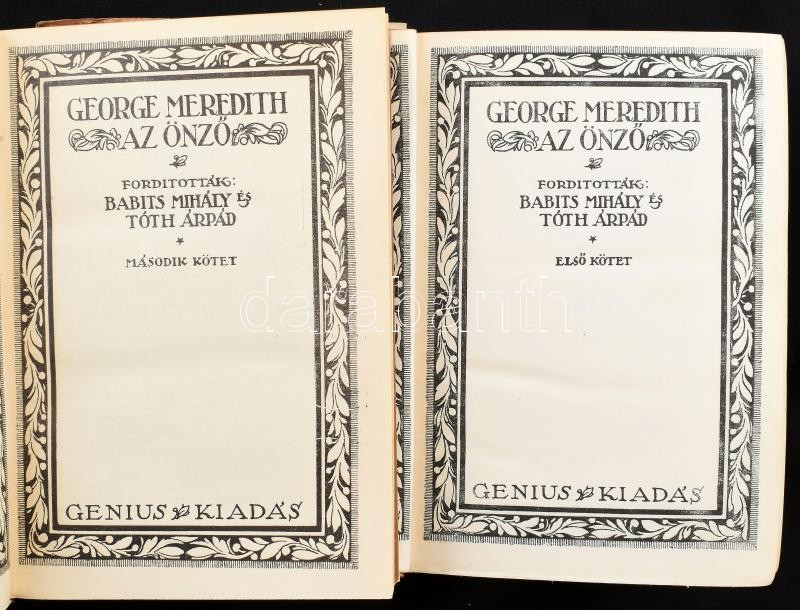 GEORGE MEREDITH
AZ ÖNZŐ
FORDITOTTÁK:
BABITS MIHÁLY ÉS
TÓTH ÁRPÁD
MÁSODIK KÖTET
GENIUS KIADÁS
GEORGE MEREDITH
AZ ÖNZŐ
FORDITOTTÁK:
BABITS MIHÁLY ÉS
TÓTH ÁRPÁD
ELSŐ KÖTET
GENIUS KIADÁS
darabanth